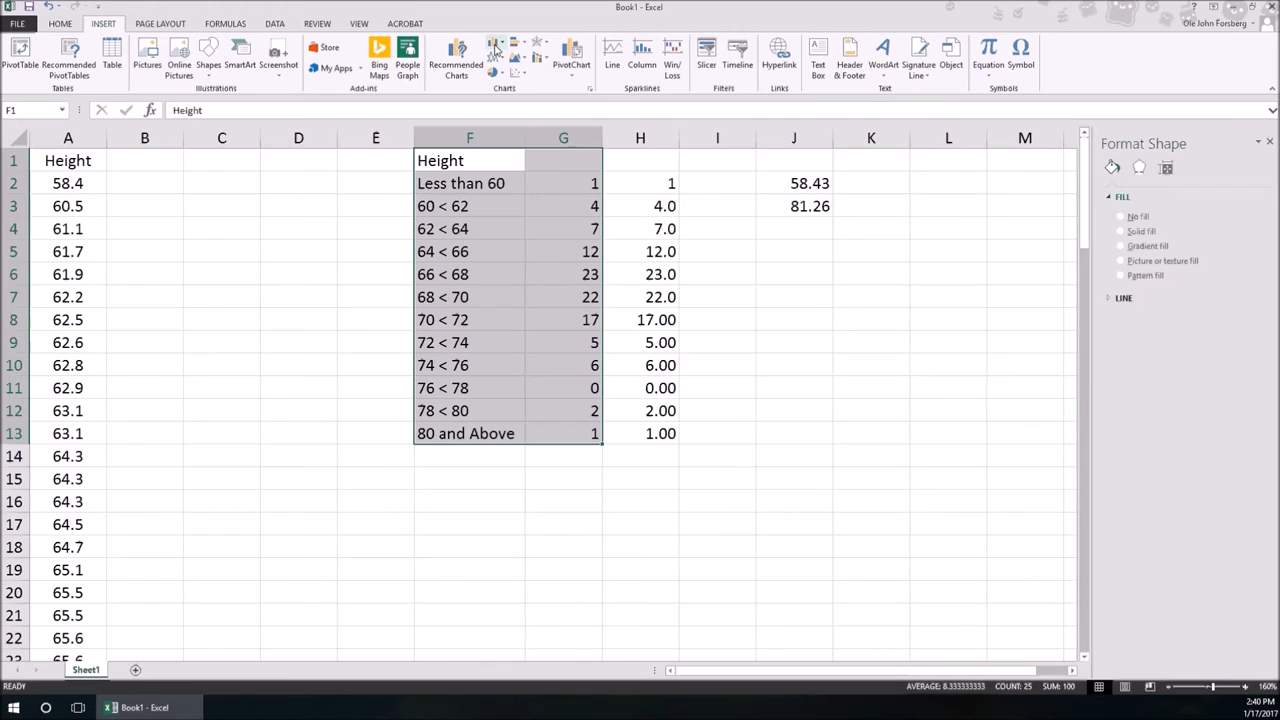 Book1 - Excel
FILE HOME INSERT PAGE LAYOUT FORMULAS DATA REVIEW VIEW ACROBAT
Ole John Forsberg
PivotTable Recommended PivotTables Table Pictures Online Pictures Shapes SmartArt Screenshot Store My Apps Bing Maps People Graph Recommended Charts PivotChart Line Column Win/Loss Slicer Timeline Hyperlink Text Box Header & Footer WordArt Signature Line Object Equation Symbol
Tables Illustrations Add-ins Charts Sparklines Filters Links Text Symbols
F1 fx Height
A B C D E F G H I J K L M
1 Height Height
2 58.4 Less than 60 1 1 58.43
3 60.5 60 < 62 4 4.0 81.26
4 61.1 62 < 64 7 7.0
5 61.7 64 < 66 12 12.0
6 61.9 66 < 68 23 23.0
7 62.2 68 < 70 22 22.0
8 62.5 70 < 72 17 17.00
9 62.6 72 < 74 5 5.00
10 62.8 74 < 76 6 6.00
11 62.9 76 < 78 0 0.00
12 63.1 78 < 80 2 2.00
13 63.1 80 and Above 1 1.00
14 64.3
15 64.3
16 64.3
17 64.5
18 64.7
19 65.1
20 65.5
21 65.5
22 65.6
23 65.6
Format Shape
FILL
No fill
Solid fill
Gradient fill
Picture or texture fill
Pattern fill
LINE
Sheet1
READY AVERAGE: 8.333333333 COUNT: 25 SUM: 100 160%
Book1 - Excel
2:40 PM
1/17/2017